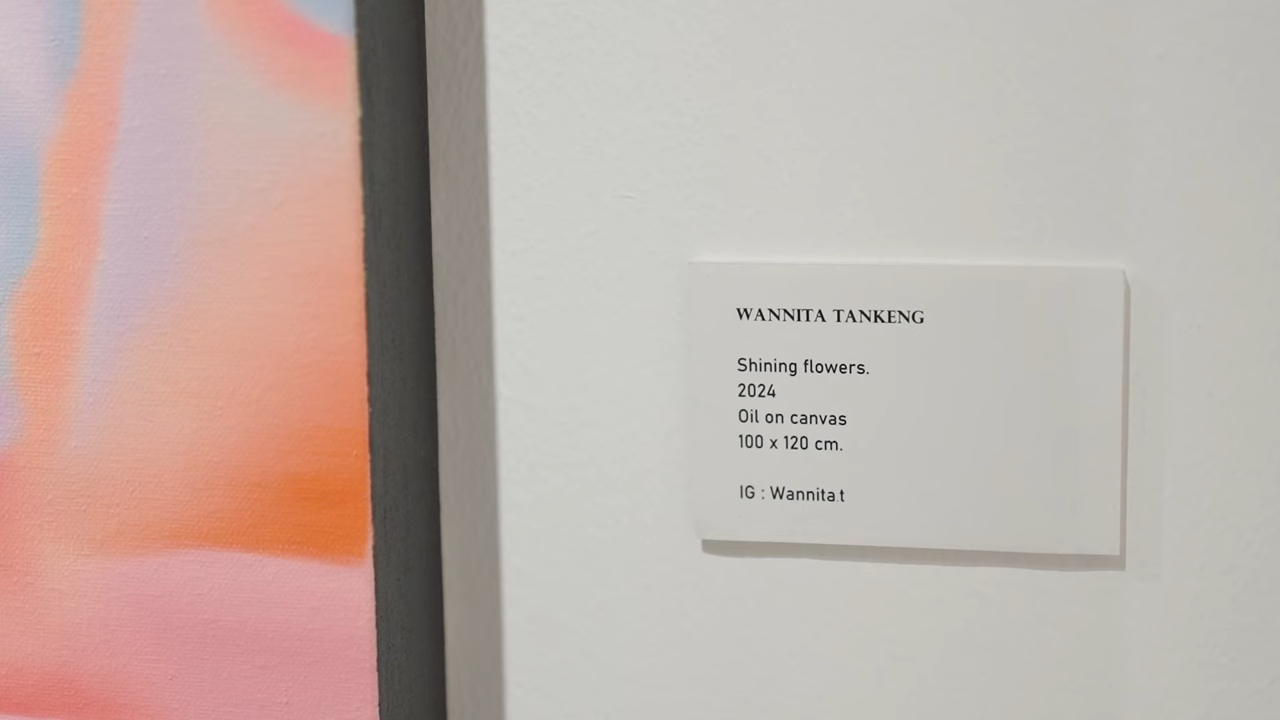 WANNITA TANKENG
Shining flowers.
2024
Oil on canvas
100 x 120 cm.
IG : Wannita.t